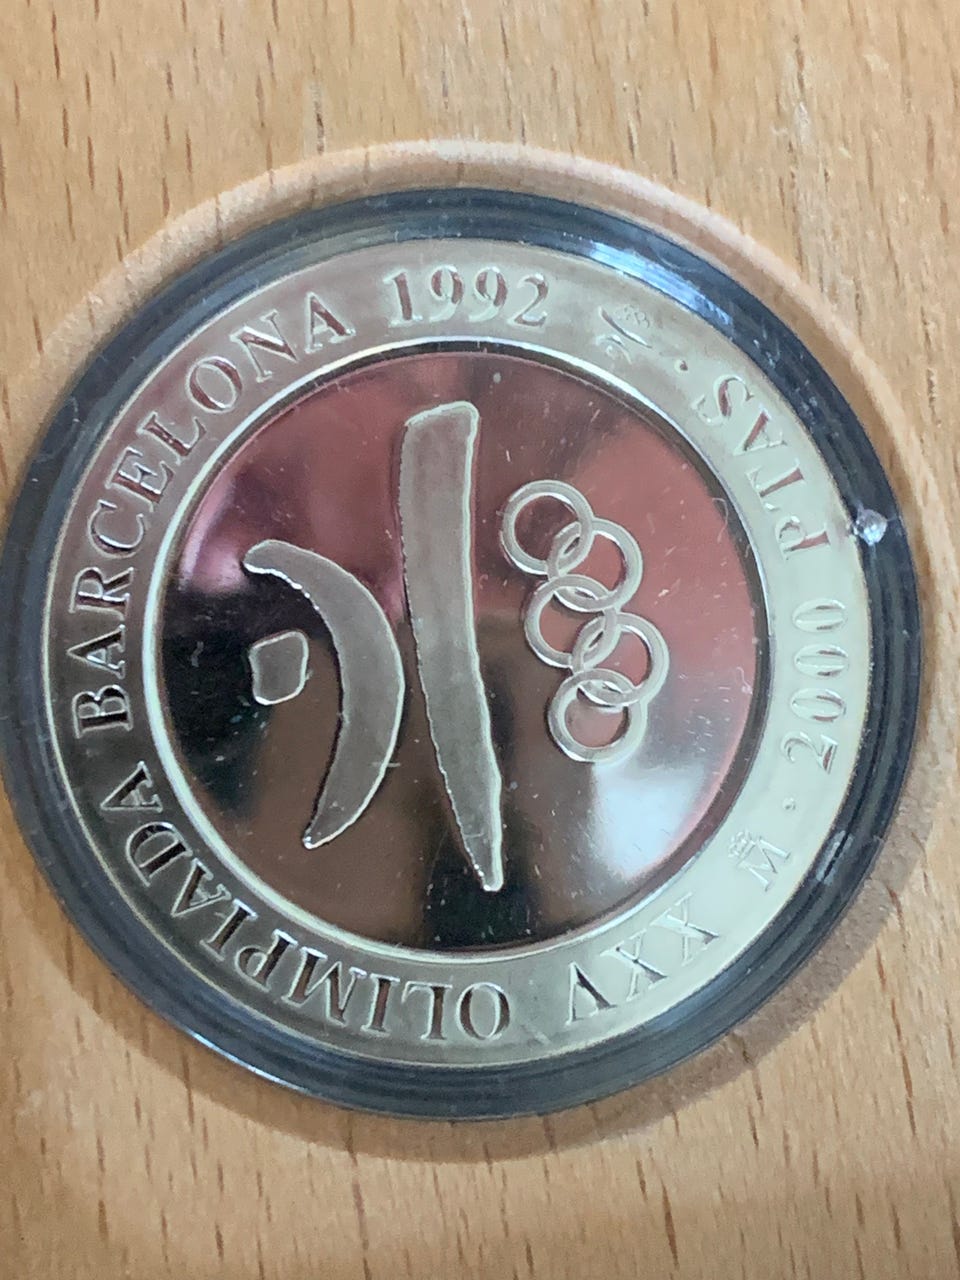 XXV OLIMPIADA BARCELONA 1992
M · 2000 PTAS ·